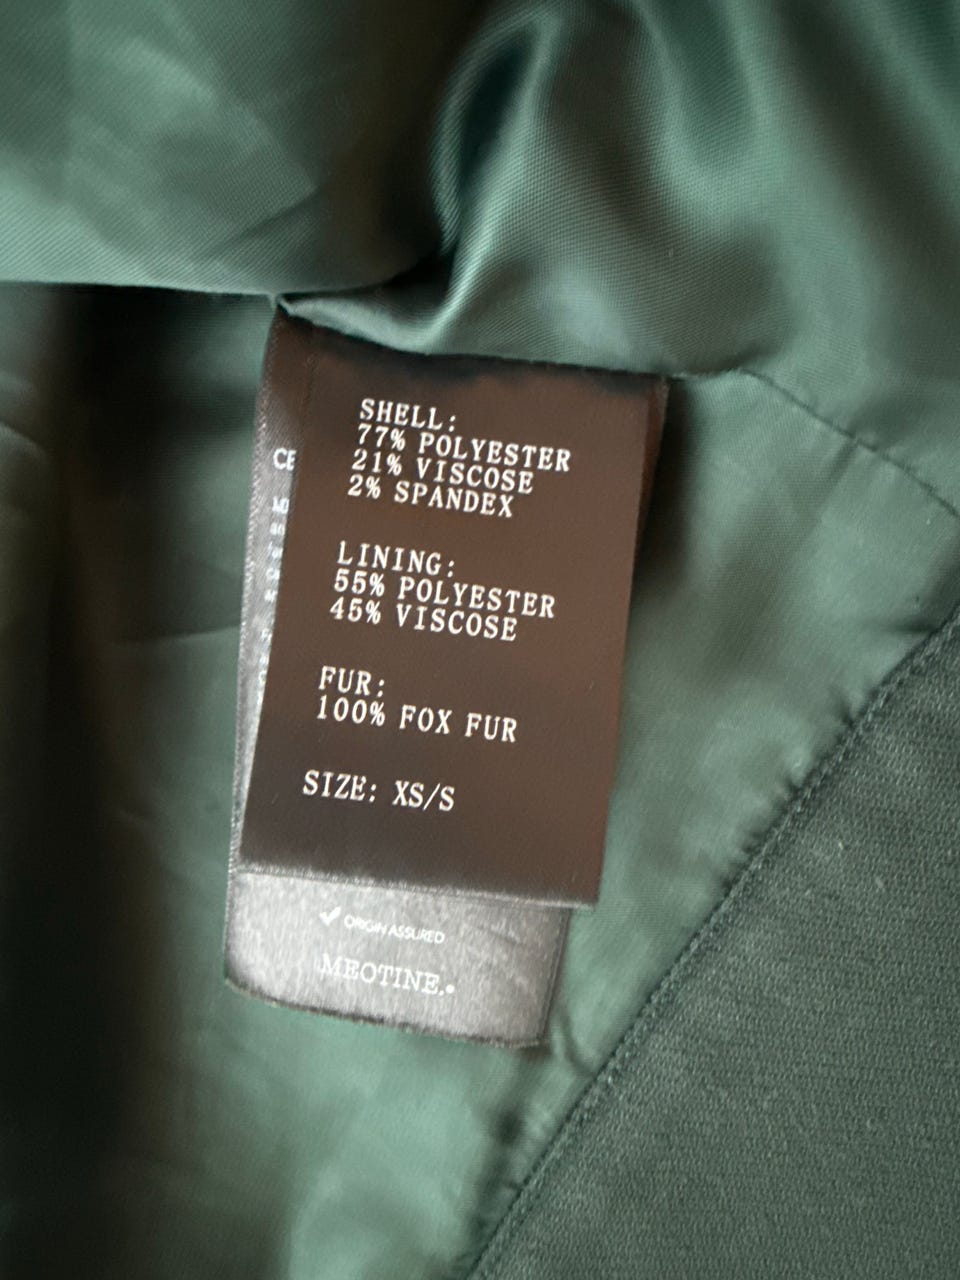 SHELL:
77% POLYESTER
21% VISCOSE
2% SPANDEX
LINING:
55% POLYESTER
45% VISCOSE
FUR:
100% FOX FUR
SIZE: XS/S
CE
ORIGIN ASSURED
MEOTINE.